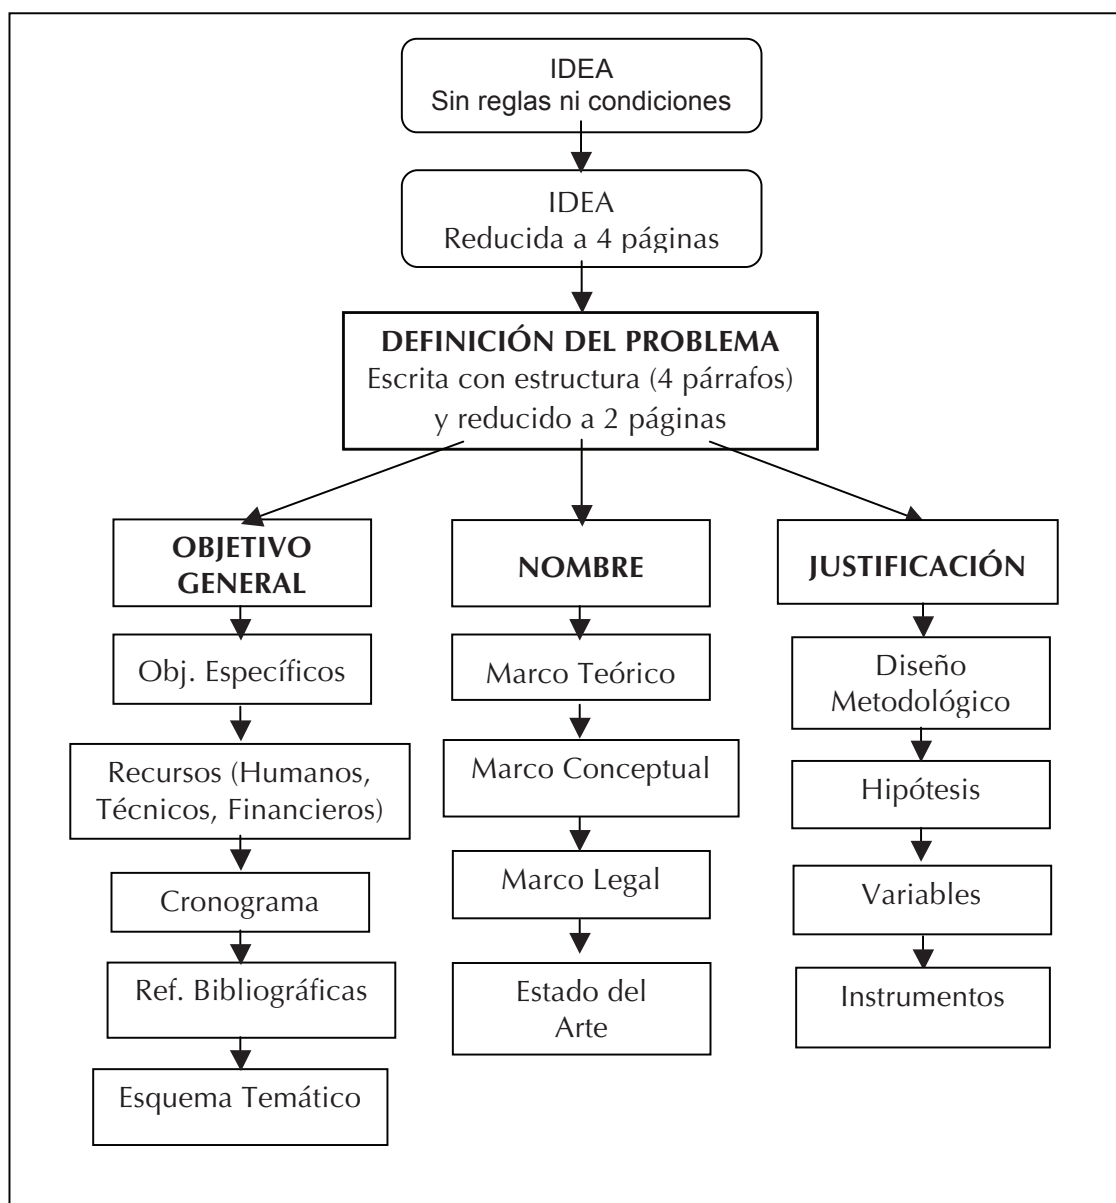 IDEA
Sin reglas ni condiciones
IDEA
Reducida a 4 páginas
DEFINICIÓN DEL PROBLEMA
Escrita con estructura (4 párrafos)
y reducido a 2 páginas
OBJETIVO
GENERAL
Obj. Específicos
Recursos (Humanos,
Técnicos, Financieros)
Cronograma
Ref. Bibliográficas
Esquema Temático
NOMBRE
Marco Teórico
Marco Conceptual
Marco Legal
Estado del
Arte
JUSTIFICACIÓN
Diseño
Metodológico
Hipótesis
Variables
Instrumentos